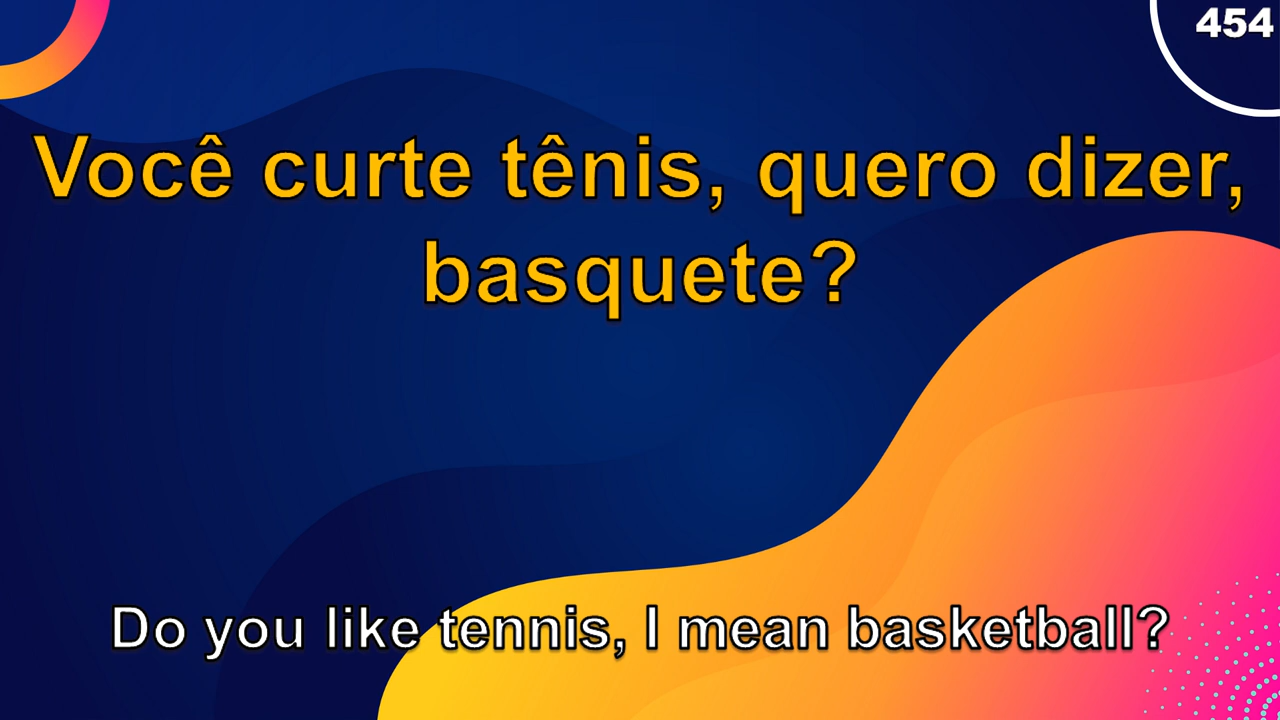 454
Você curte tênis, quero dizer,
basquete?
Do you like tennis, I mean basketball?